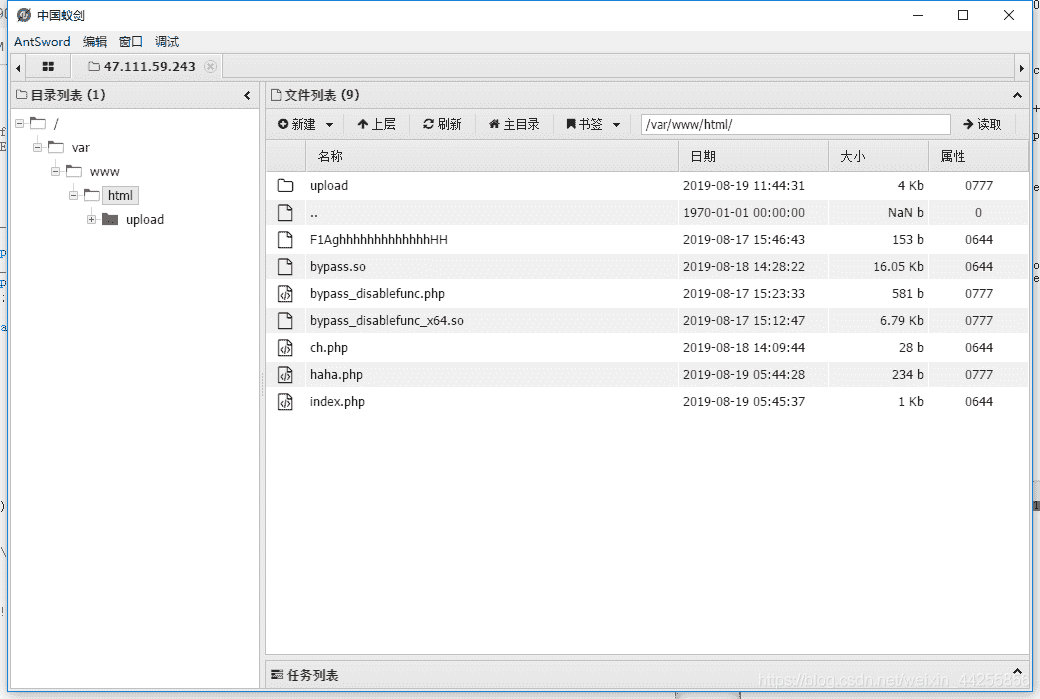 中国蚁剑
AntSword 编辑 窗口 调试
47.111.59.243
目录列表 (1)
/
var
www
html
upload
文件列表 (9)
新建 上层 刷新 主目录 书签 /var/www/html/ 读取
名称 日期 大小 属性
upload 2019-08-19 11:44:31 4 Kb 0777
.. 1970-01-01 00:00:00 NaN b 0
F1AghhhhhhhhhhhhhHH 2019-08-17 15:46:43 153 b 0644
bypass.so 2019-08-18 14:28:22 16.05 Kb 0644
bypass_disablefunc.php 2019-08-17 15:23:33 581 b 0777
bypass_disablefunc_x64.so 2019-08-17 15:12:47 6.79 Kb 0777
ch.php 2019-08-18 14:09:44 28 b 0644
haha.php 2019-08-19 05:44:28 234 b 0777
index.php 2019-08-19 05:45:37 1 Kb 0644
任务列表
https://blog.csdn.net/weixin_44255856